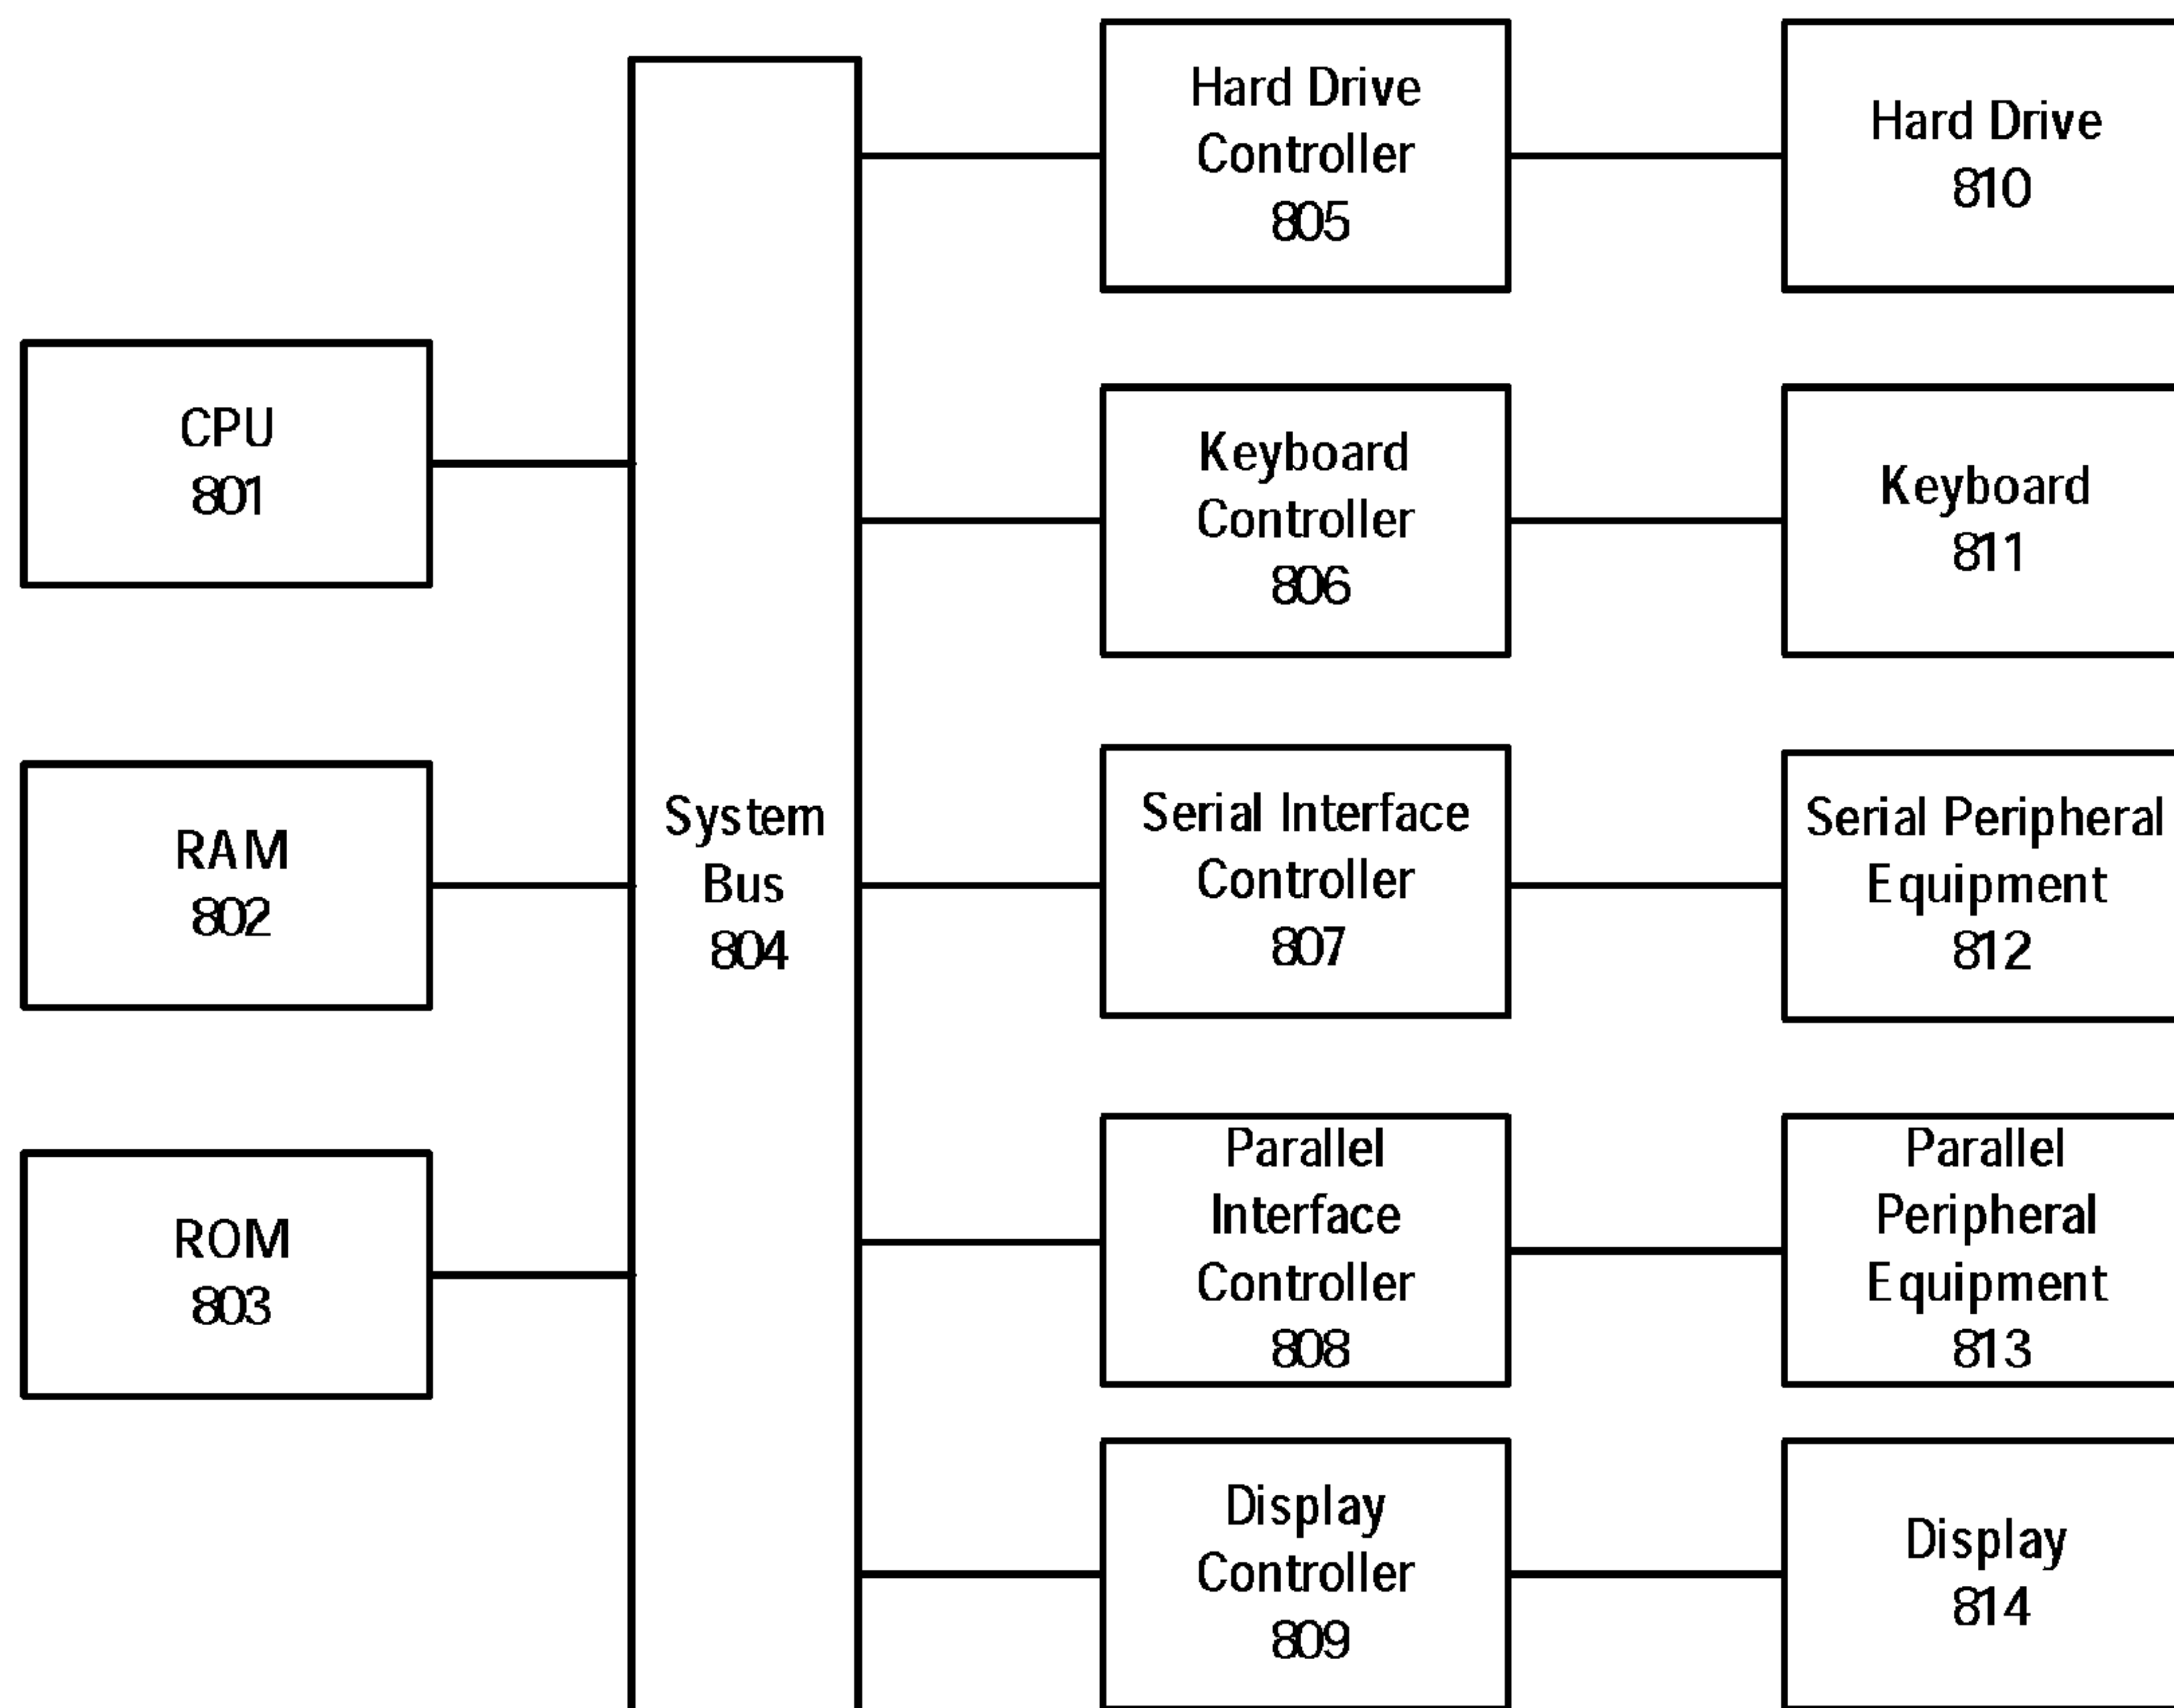 CPU
801
RAM
802
ROM
803
System
Bus
804
Hard Drive
Controller
805
Keyboard
Controller
806
Serial Interface
Controller
807
Parallel
Interface
Controller
808
Display
Controller
809
Hard Drive
810
Keyboard
811
Serial Peripheral
Equipment
812
Parallel
Peripheral
Equipment
813
Display
814